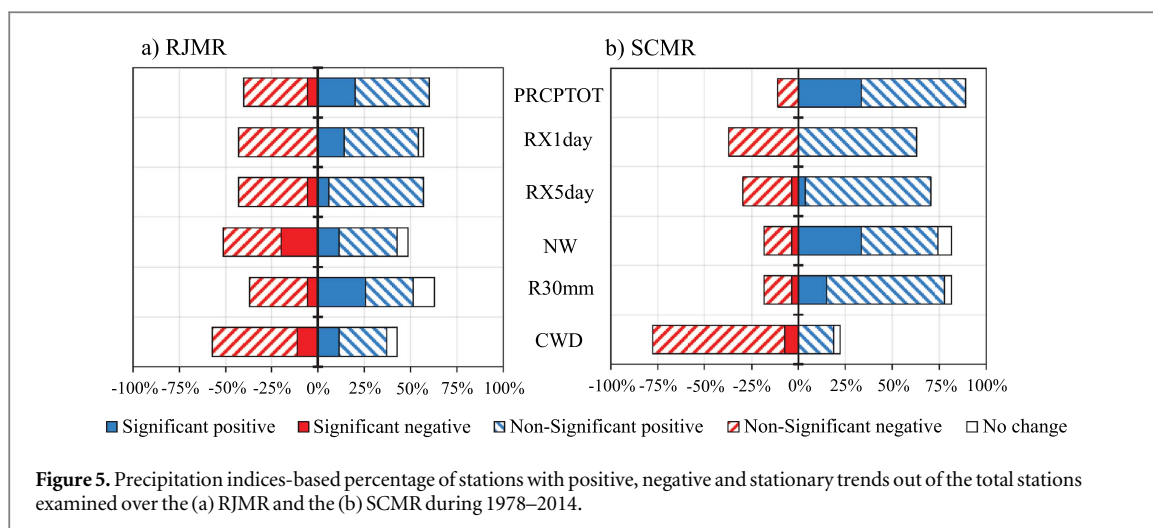 a) RJMR
b) SCMR
PRCPTOT
RX1day
RX5day
NW
R30mm
CWD
-100% -75% -50% -25% 0% 25% 50% 75% 100%
-100% -75% -50% -25% 0% 25% 50% 75% 100%
Significant positive Significant negative Non-Significant positive Non-Significant negative No change
Figure 5. Precipitation indices-based percentage of stations with positive, negative and stationary trends out of the total stations
examined over the (a) RJMR and the (b) SCMR during 1978–2014.